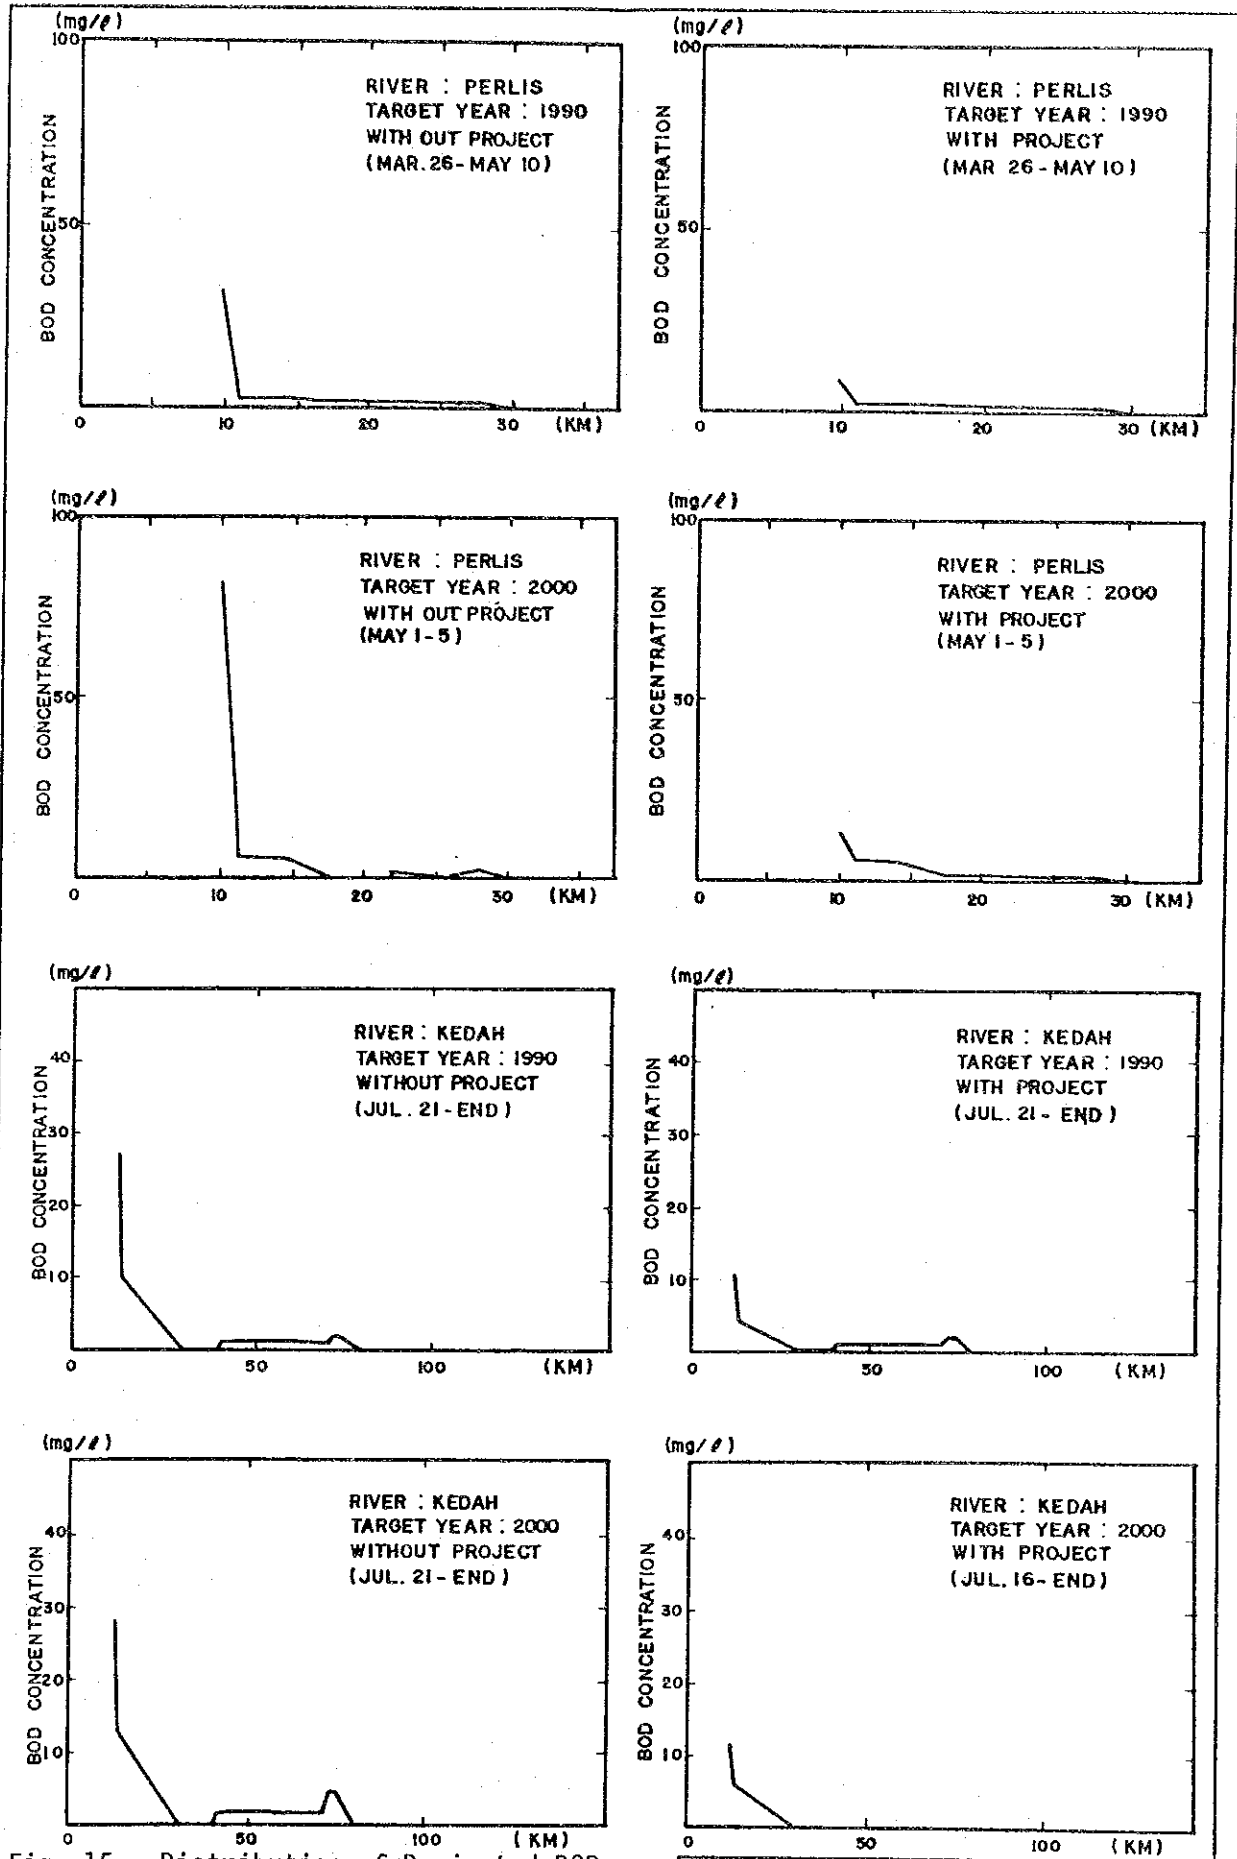 (mg/ℓ)
100
50
BOD CONCENTRATION
RIVER : PERLIS
TARGET YEAR : 1990
WITH OUT PROJECT
(MAR. 26 - MAY 10)
0 10 20 30 (KM)
(mg/ℓ)
100
50
BOD CONCENTRATION
RIVER : PERLIS
TARGET YEAR : 1990
WITH PROJECT
(MAR 26 - MAY 10)
0 10 20 30 (KM)
(mg/ℓ)
100
50
BOD CONCENTRATION
RIVER : PERLIS
TARGET YEAR : 2000
WITH OUT PROJECT
(MAY 1 - 5)
0 10 20 30 (KM)
(mg/ℓ)
100
50
BOD CONCENTRATION
RIVER : PERLIS
TARGET YEAR : 2000
WITH PROJECT
(MAY 1 - 5)
0 10 20 30 (KM)
(mg/ℓ)
40
30
20
10
BOD CONCENTRATION
RIVER : KEDAH
TARGET YEAR : 1990
WITHOUT PROJECT
(JUL. 21 - END)
0 50 100 (KM)
(mg/ℓ)
40
30
20
10
BOD CONCENTRATION
RIVER : KEDAH
TARGET YEAR : 1990
WITH PROJECT
(JUL. 21 - END)
0 50 100 (KM)
(mg/ℓ)
40
30
20
10
BOD CONCENTRATION
RIVER : KEDAH
TARGET YEAR : 2000
WITHOUT PROJECT
(JUL. 21 - END)
0 50 100 (KM)
(mg/ℓ)
40
30
20
10
BOD CONCENTRATION
RIVER : KEDAH
TARGET YEAR : 2000
WITH PROJECT
(JUL. 16 - END)
0 50 100 (KM)
Fig. 15 Distribution of